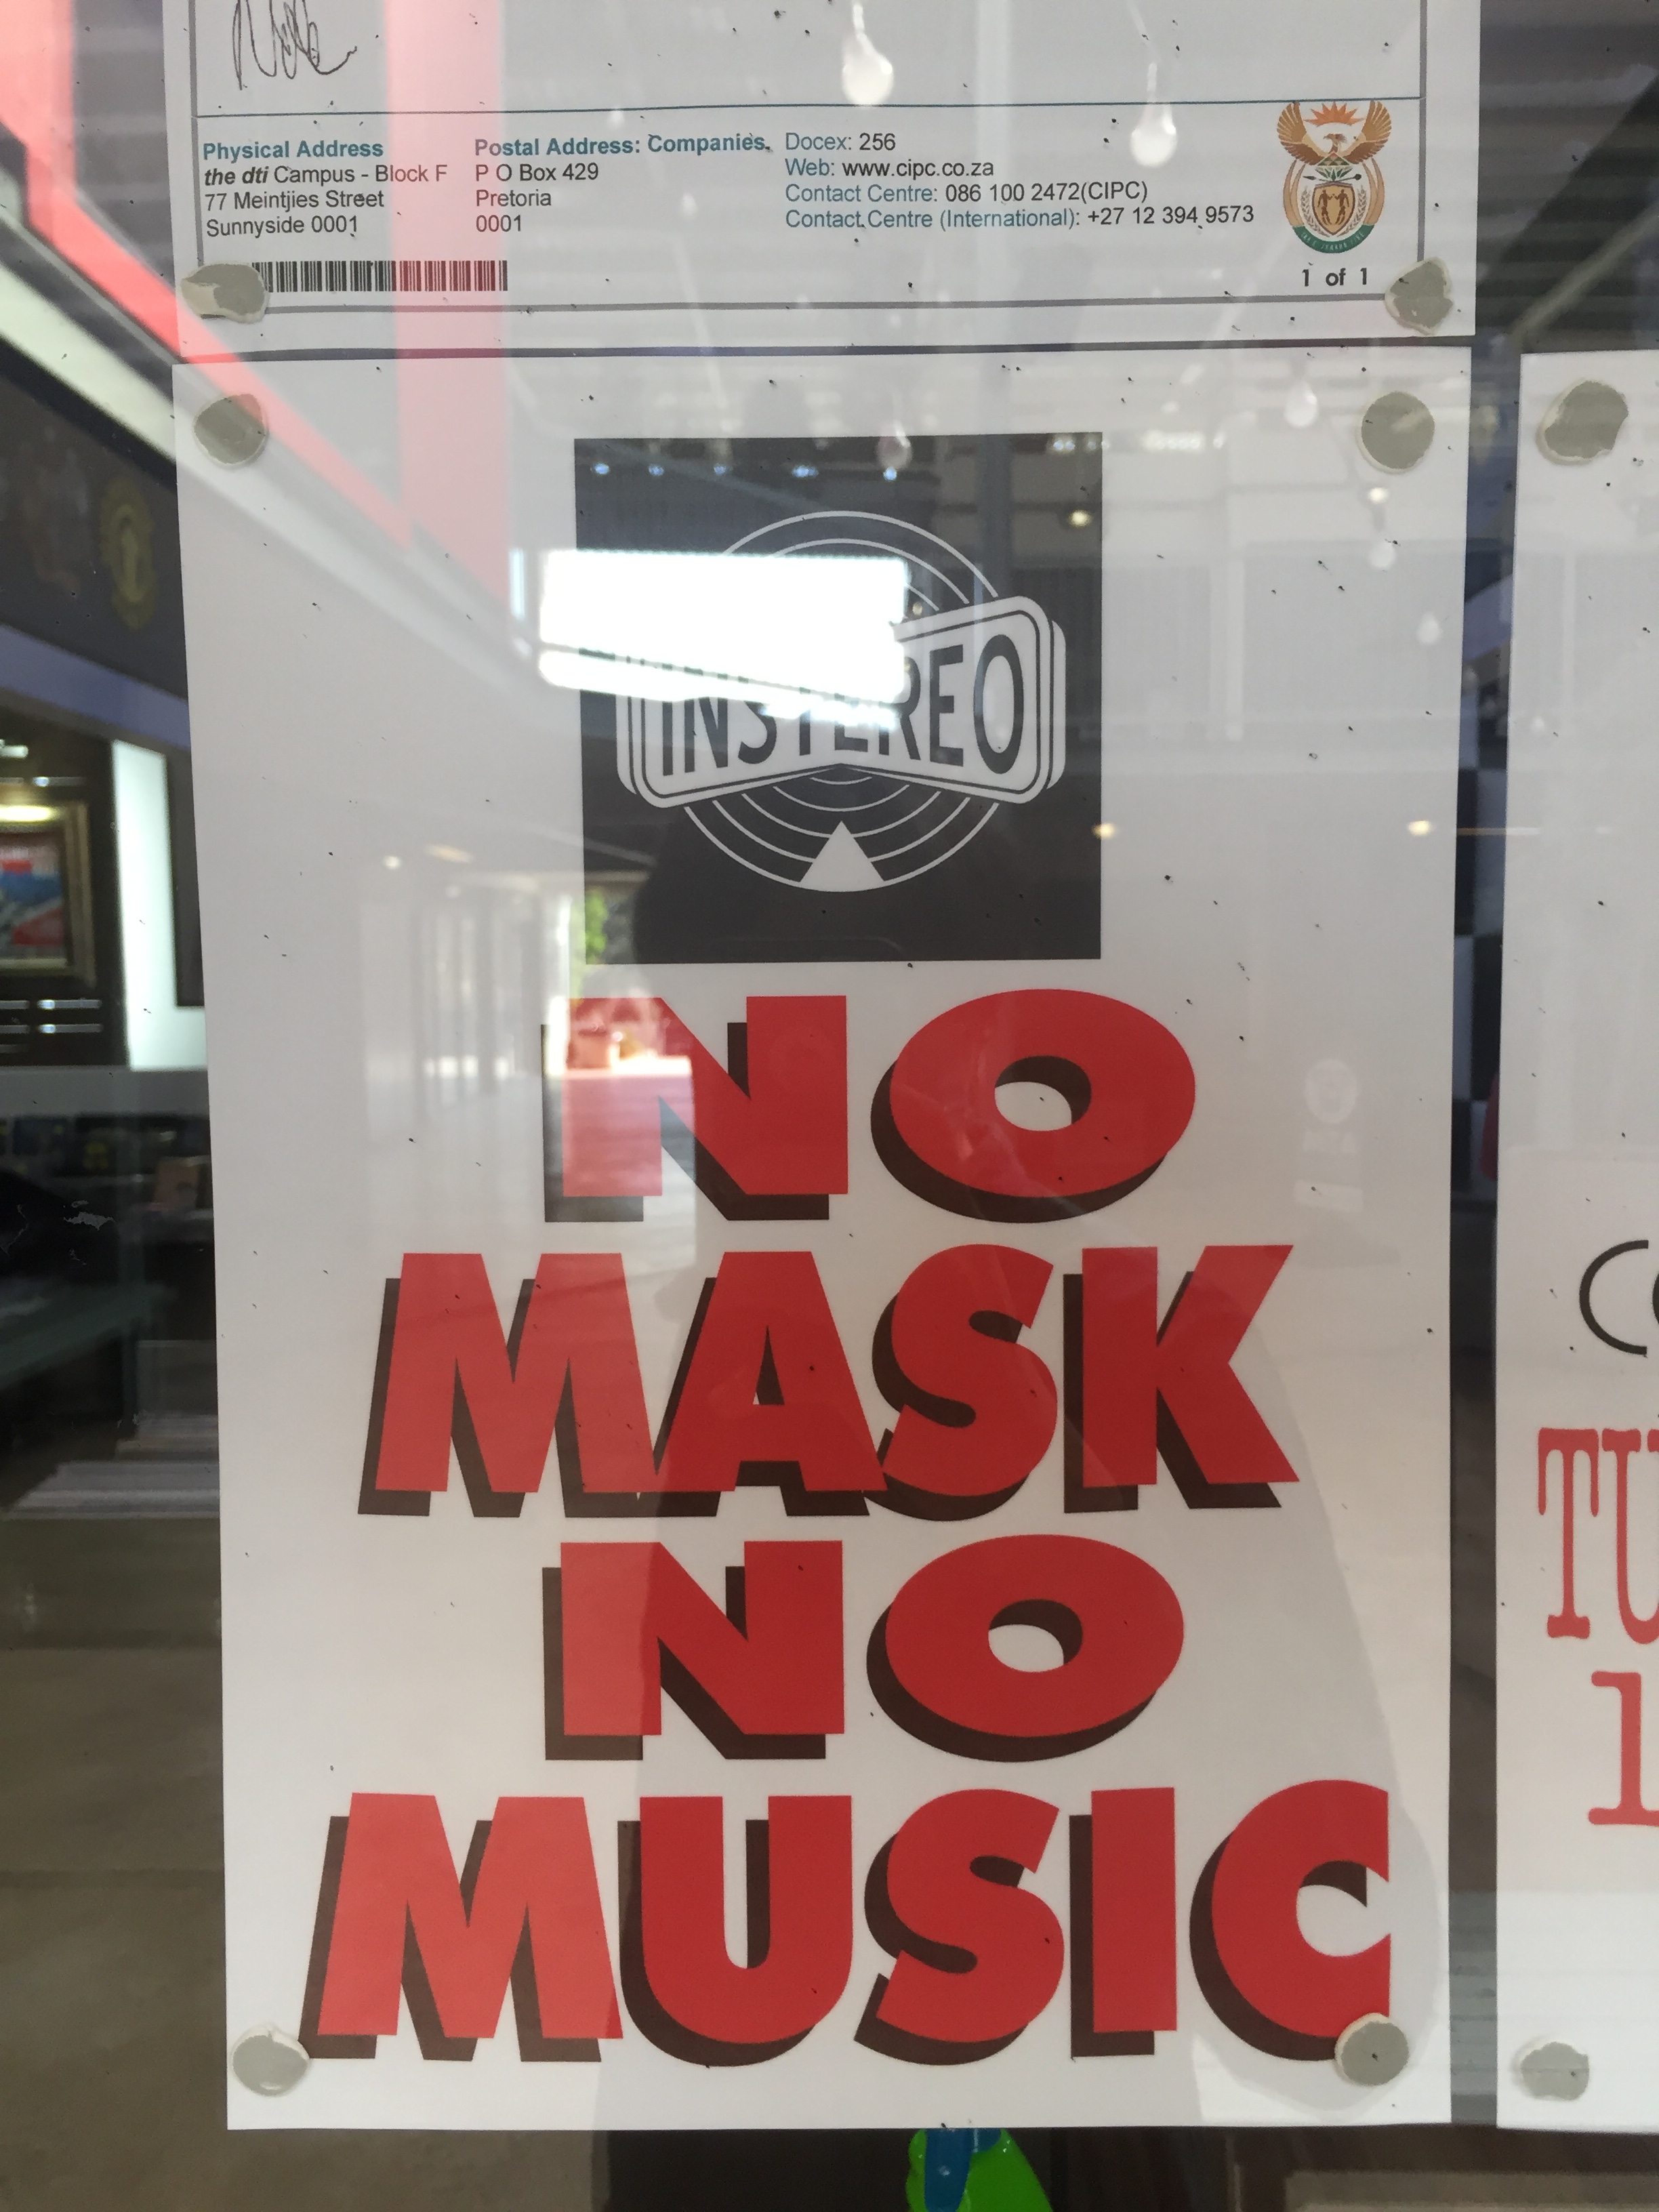 Physical Address
the dti Campus - Block F
77 Meintjies Street
Sunnyside 0001
Postal Address: Companies.
P O Box 429
Pretoria
0001
Docex: 256
Web: www.cipc.co.za
Contact Centre: 086 100 2472(CIPC)
Contact Centre (International): +27 12 394 9573
1 of 1
INSTEREO
NO
MASK
NO
MUSIC